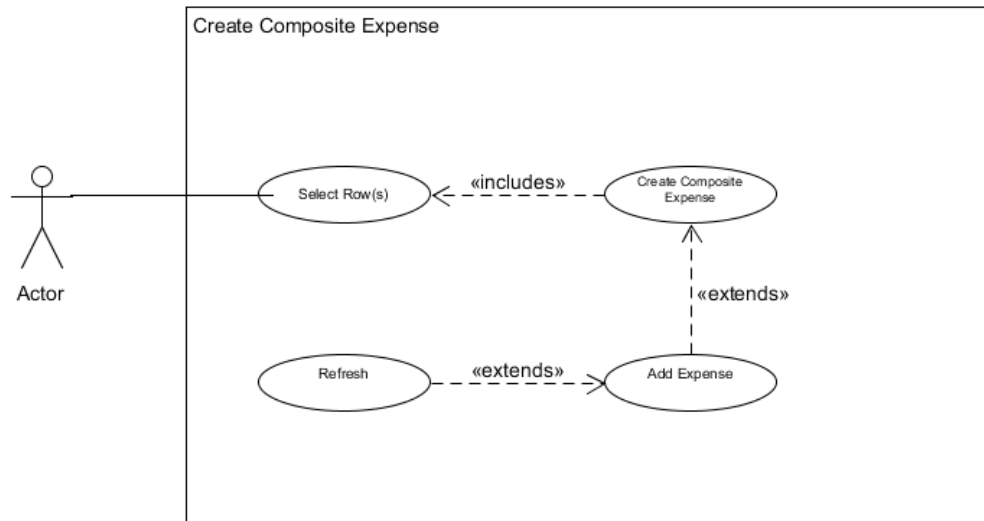 Create Composite Expense
Select Row(s)
«includes»
Create Composite
Expense
Actor
«extends»
Refresh
«extends»
Add Expense